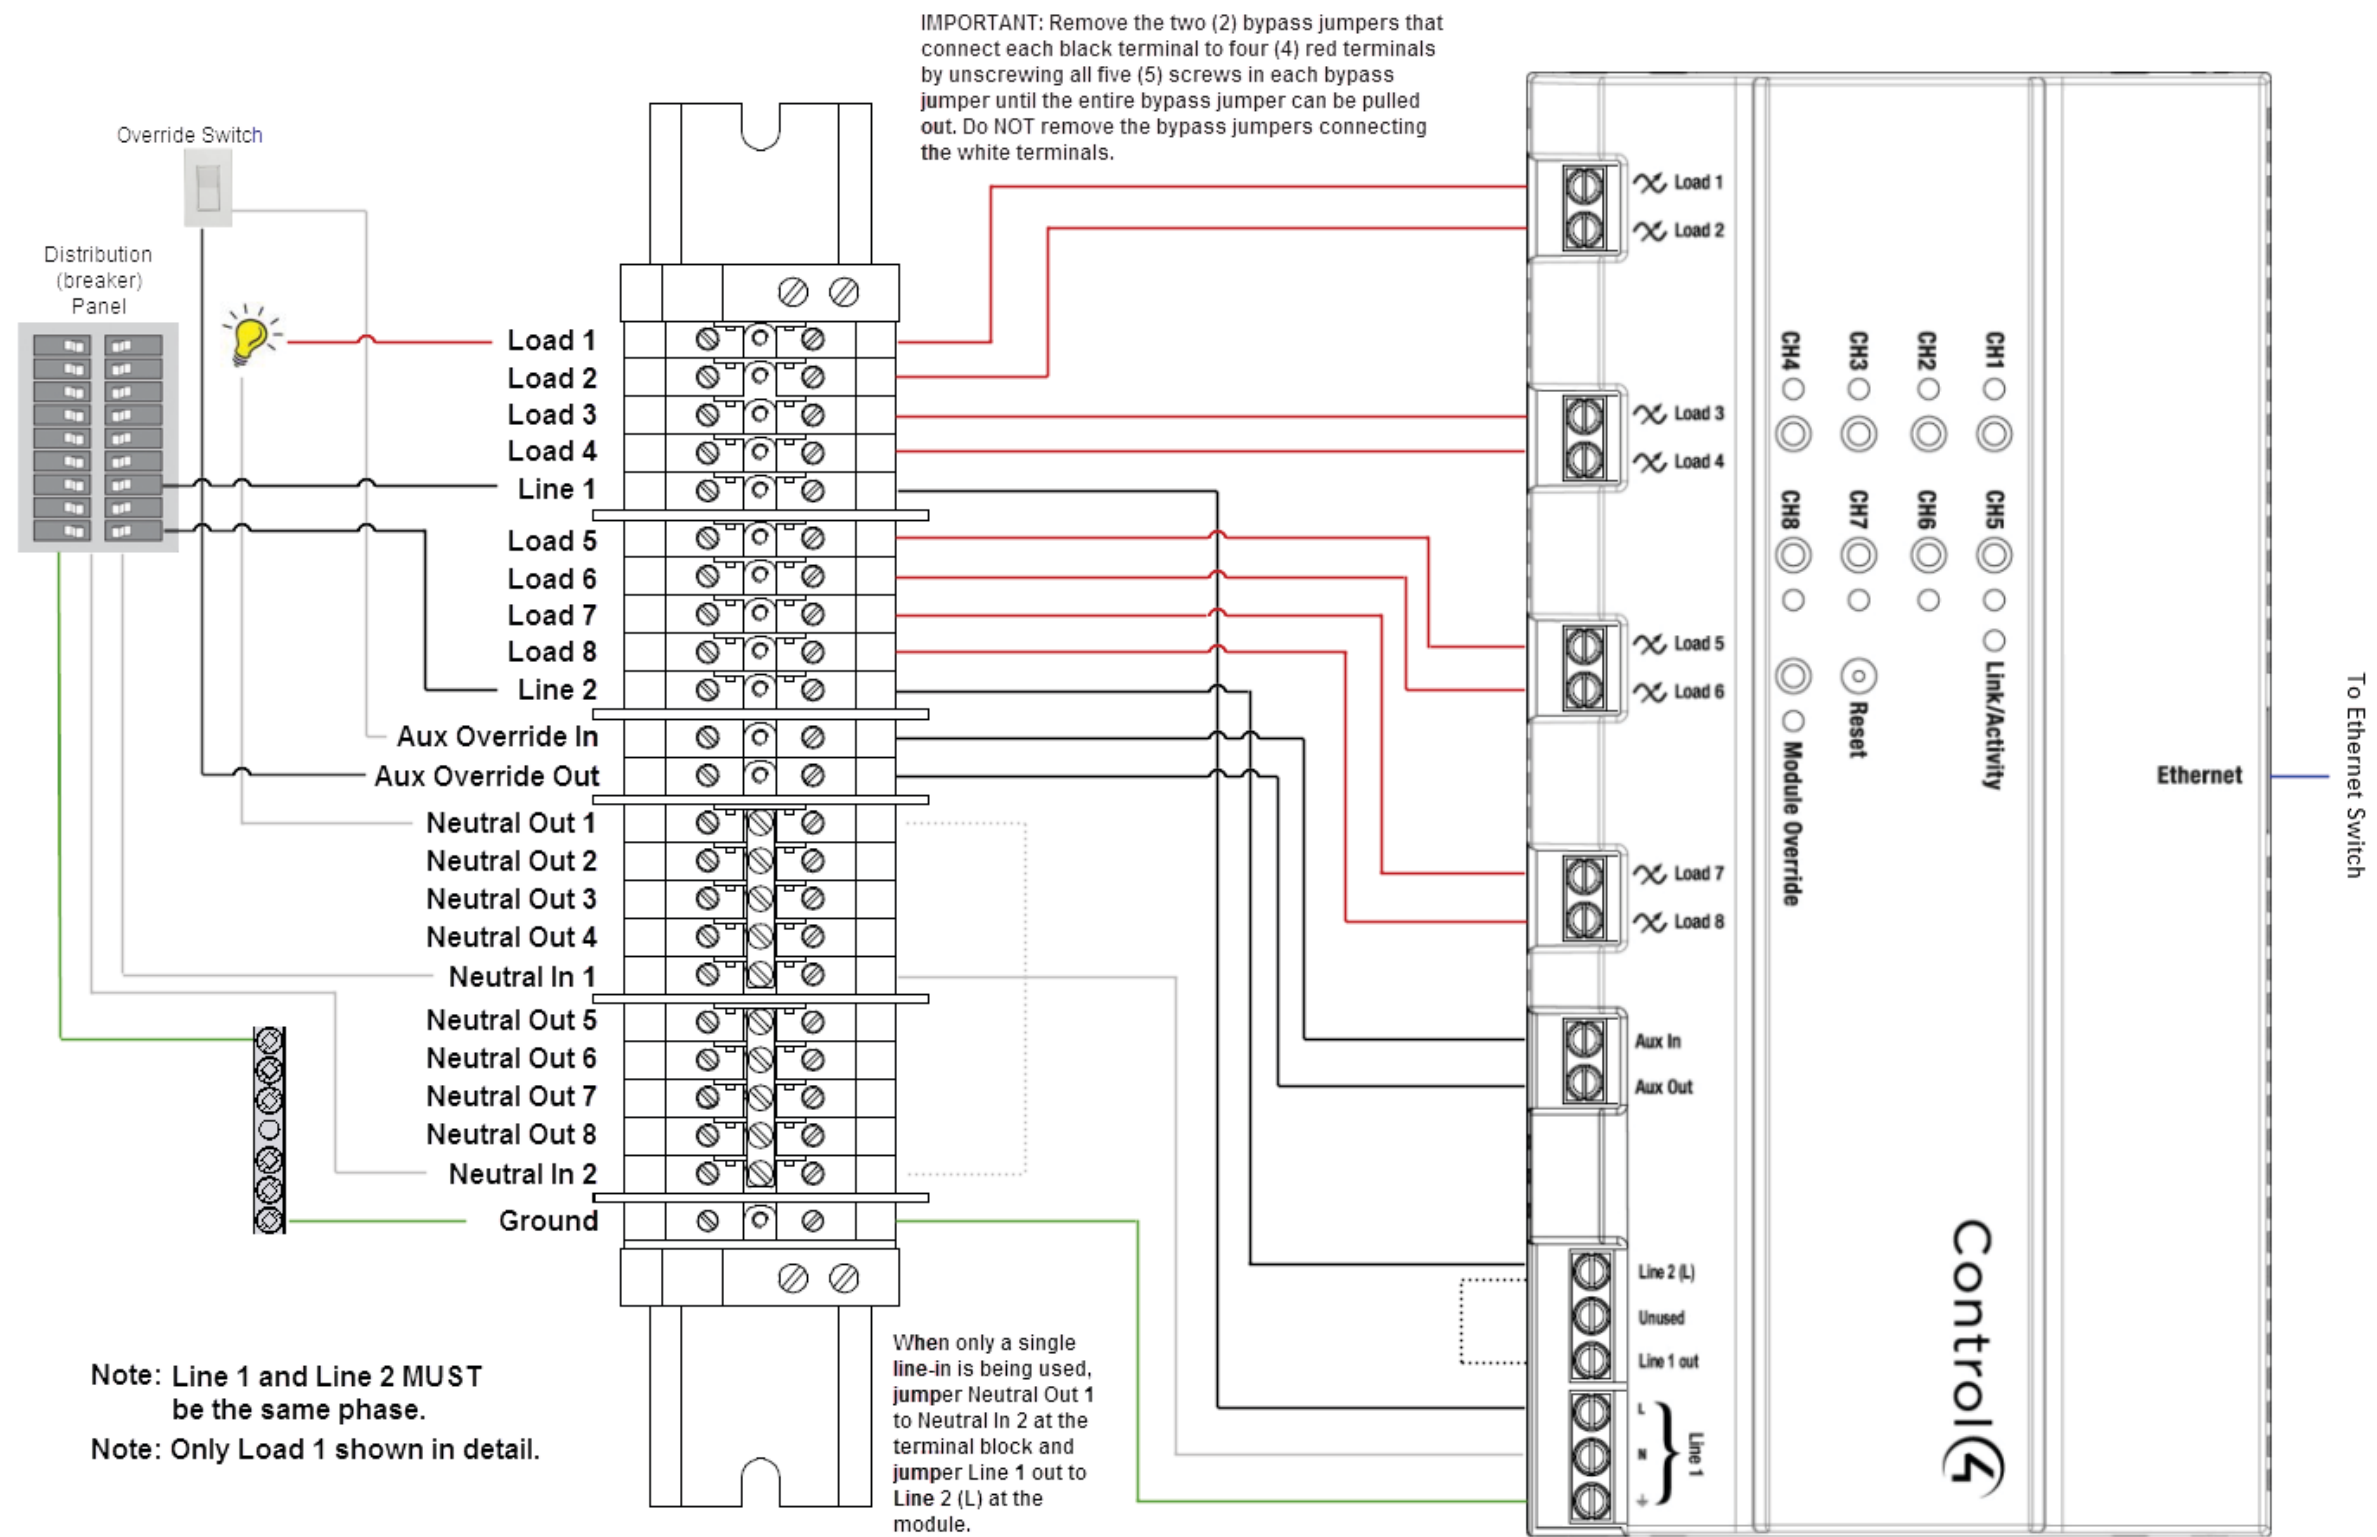 IMPORTANT: Remove the two (2) bypass jumpers that
connect each black terminal to four (4) red terminals
by unscrewing all five (5) screws in each bypass
jumper until the entire bypass jumper can be pulled
out. Do NOT remove the bypass jumpers connecting
the white terminals.
Override Switch
Distribution
(breaker)
Panel
Load 1
Load 2
Load 3
Load 4
Line 1
Load 5
Load 6
Load 7
Load 8
Line 2
Aux Override In
Aux Override Out
Neutral Out 1
Neutral Out 2
Neutral Out 3
Neutral Out 4
Neutral In 1
Neutral Out 5
Neutral Out 6
Neutral Out 7
Neutral Out 8
Neutral In 2
Ground
Note: Line 1 and Line 2 MUST
be the same phase.
Note: Only Load 1 shown in detail.
When only a single
line-in is being used,
jumper Neutral Out 1
to Neutral In 2 at the
terminal block and
jumper Line 1 out to
Line 2 (L) at the
module.
Load 1
Load 2
Load 3
Load 4
Load 5
Load 6
Load 7
Load 8
Aux In
Aux Out
Line 2 (L)
Unused
Line 1 out
L
N
Line 1
CH4
CH3
CH2
CH1
CH8
CH7
CH6
CH5
Module Override
Reset
Link/Activity
Ethernet
To Ethernet Switch
Control4